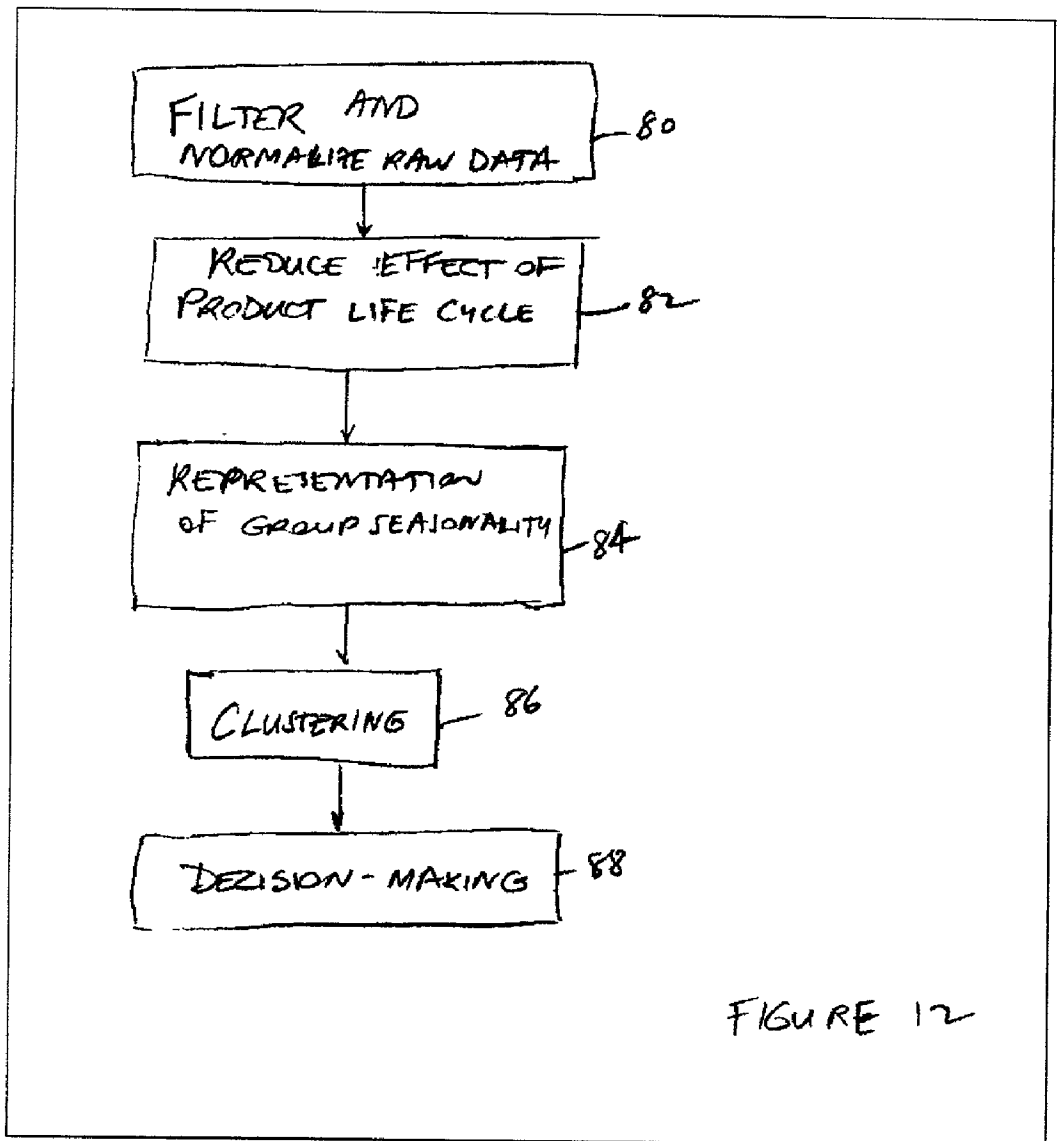 FILTER AND
NORMALIZE RAW DATA
80
REDUCE EFFECT OF
PRODUCT LIFE CYCLE
82
REPRESENTATION
OF GROUP SEASONALITY
84
CLUSTERING
86
DEZISION-MAKING
88
FIGURE 12